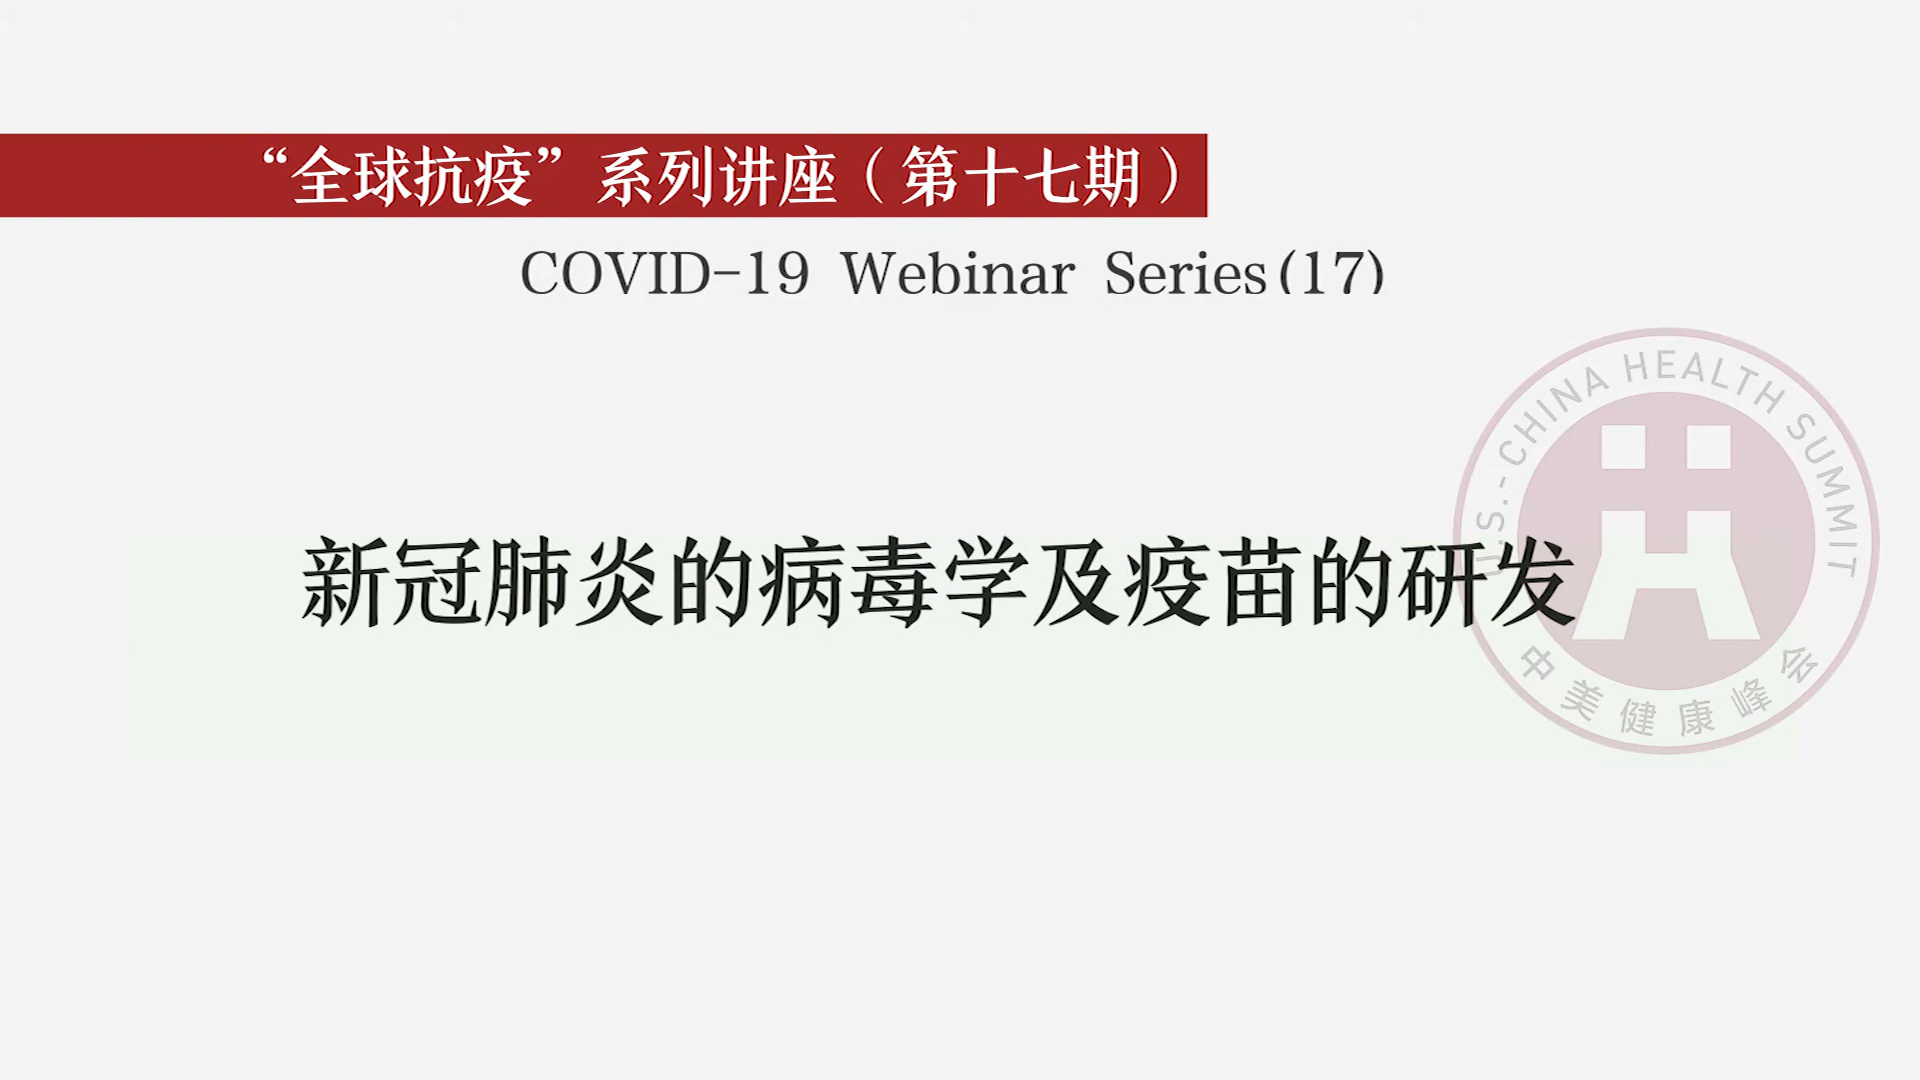 “全球抗疫”系列讲座（第十七期）
COVID-19 Webinar Series(17)
新冠肺炎的病毒学及疫苗的研发
U.S.-CHINA HEALTH SUMMIT
中美健康峰会